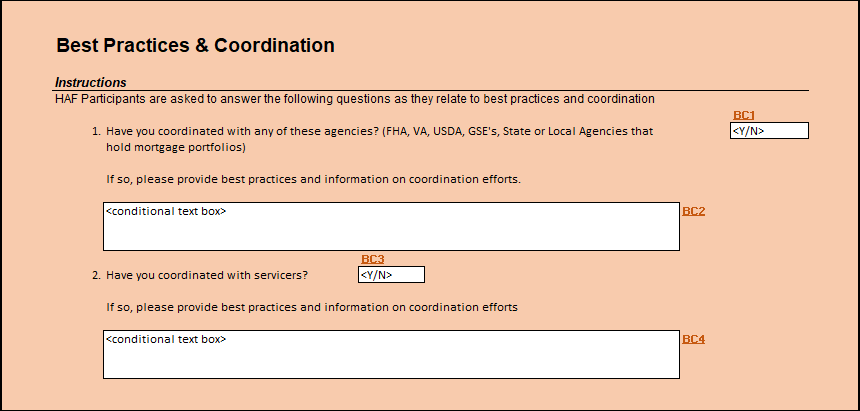 Best Practices & Coordination
Instructions
HAF Participants are asked to answer the following questions as they relate to best practices and coordination
BC1
1. Have you coordinated with any of these agencies? (FHA, VA, USDA, GSE's, State or Local Agencies that <Y/N>
hold mortgage portfolios)
If so, please provide best practices and information on coordination efforts.
<conditional text box> BC2
BC3
2. Have you coordinated with servicers? <Y/N>
If so, please provide best practices and information on coordination efforts
<conditional text box> BC4